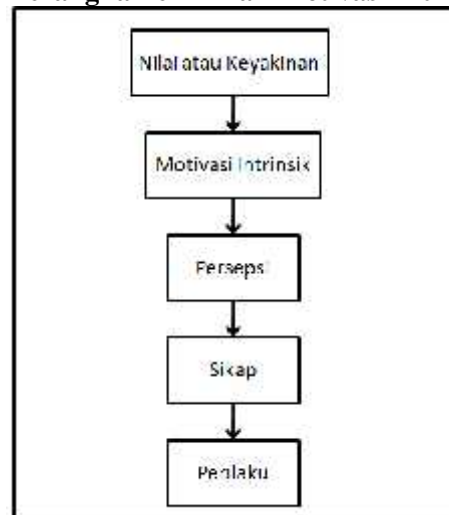 Nilai atau Keyakinan
Motivasi Intrinsik
Persepsi
Sikap
Perilaku